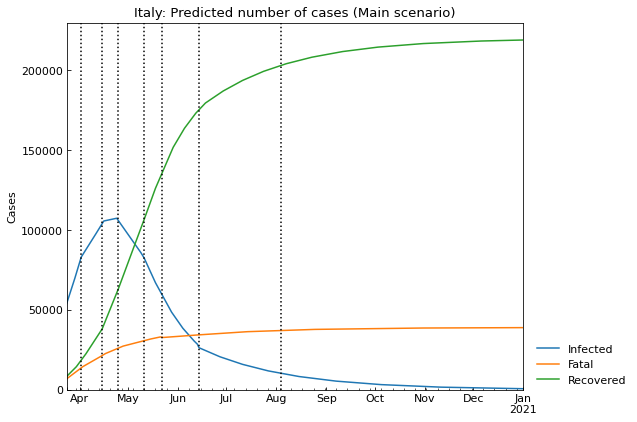 Italy: Predicted number of cases (Main scenario)
Cases
200000
150000
100000
50000
0
Apr May Jun Jul Aug Sep Oct Nov Dec Jan
2021
Infected
Fatal
Recovered